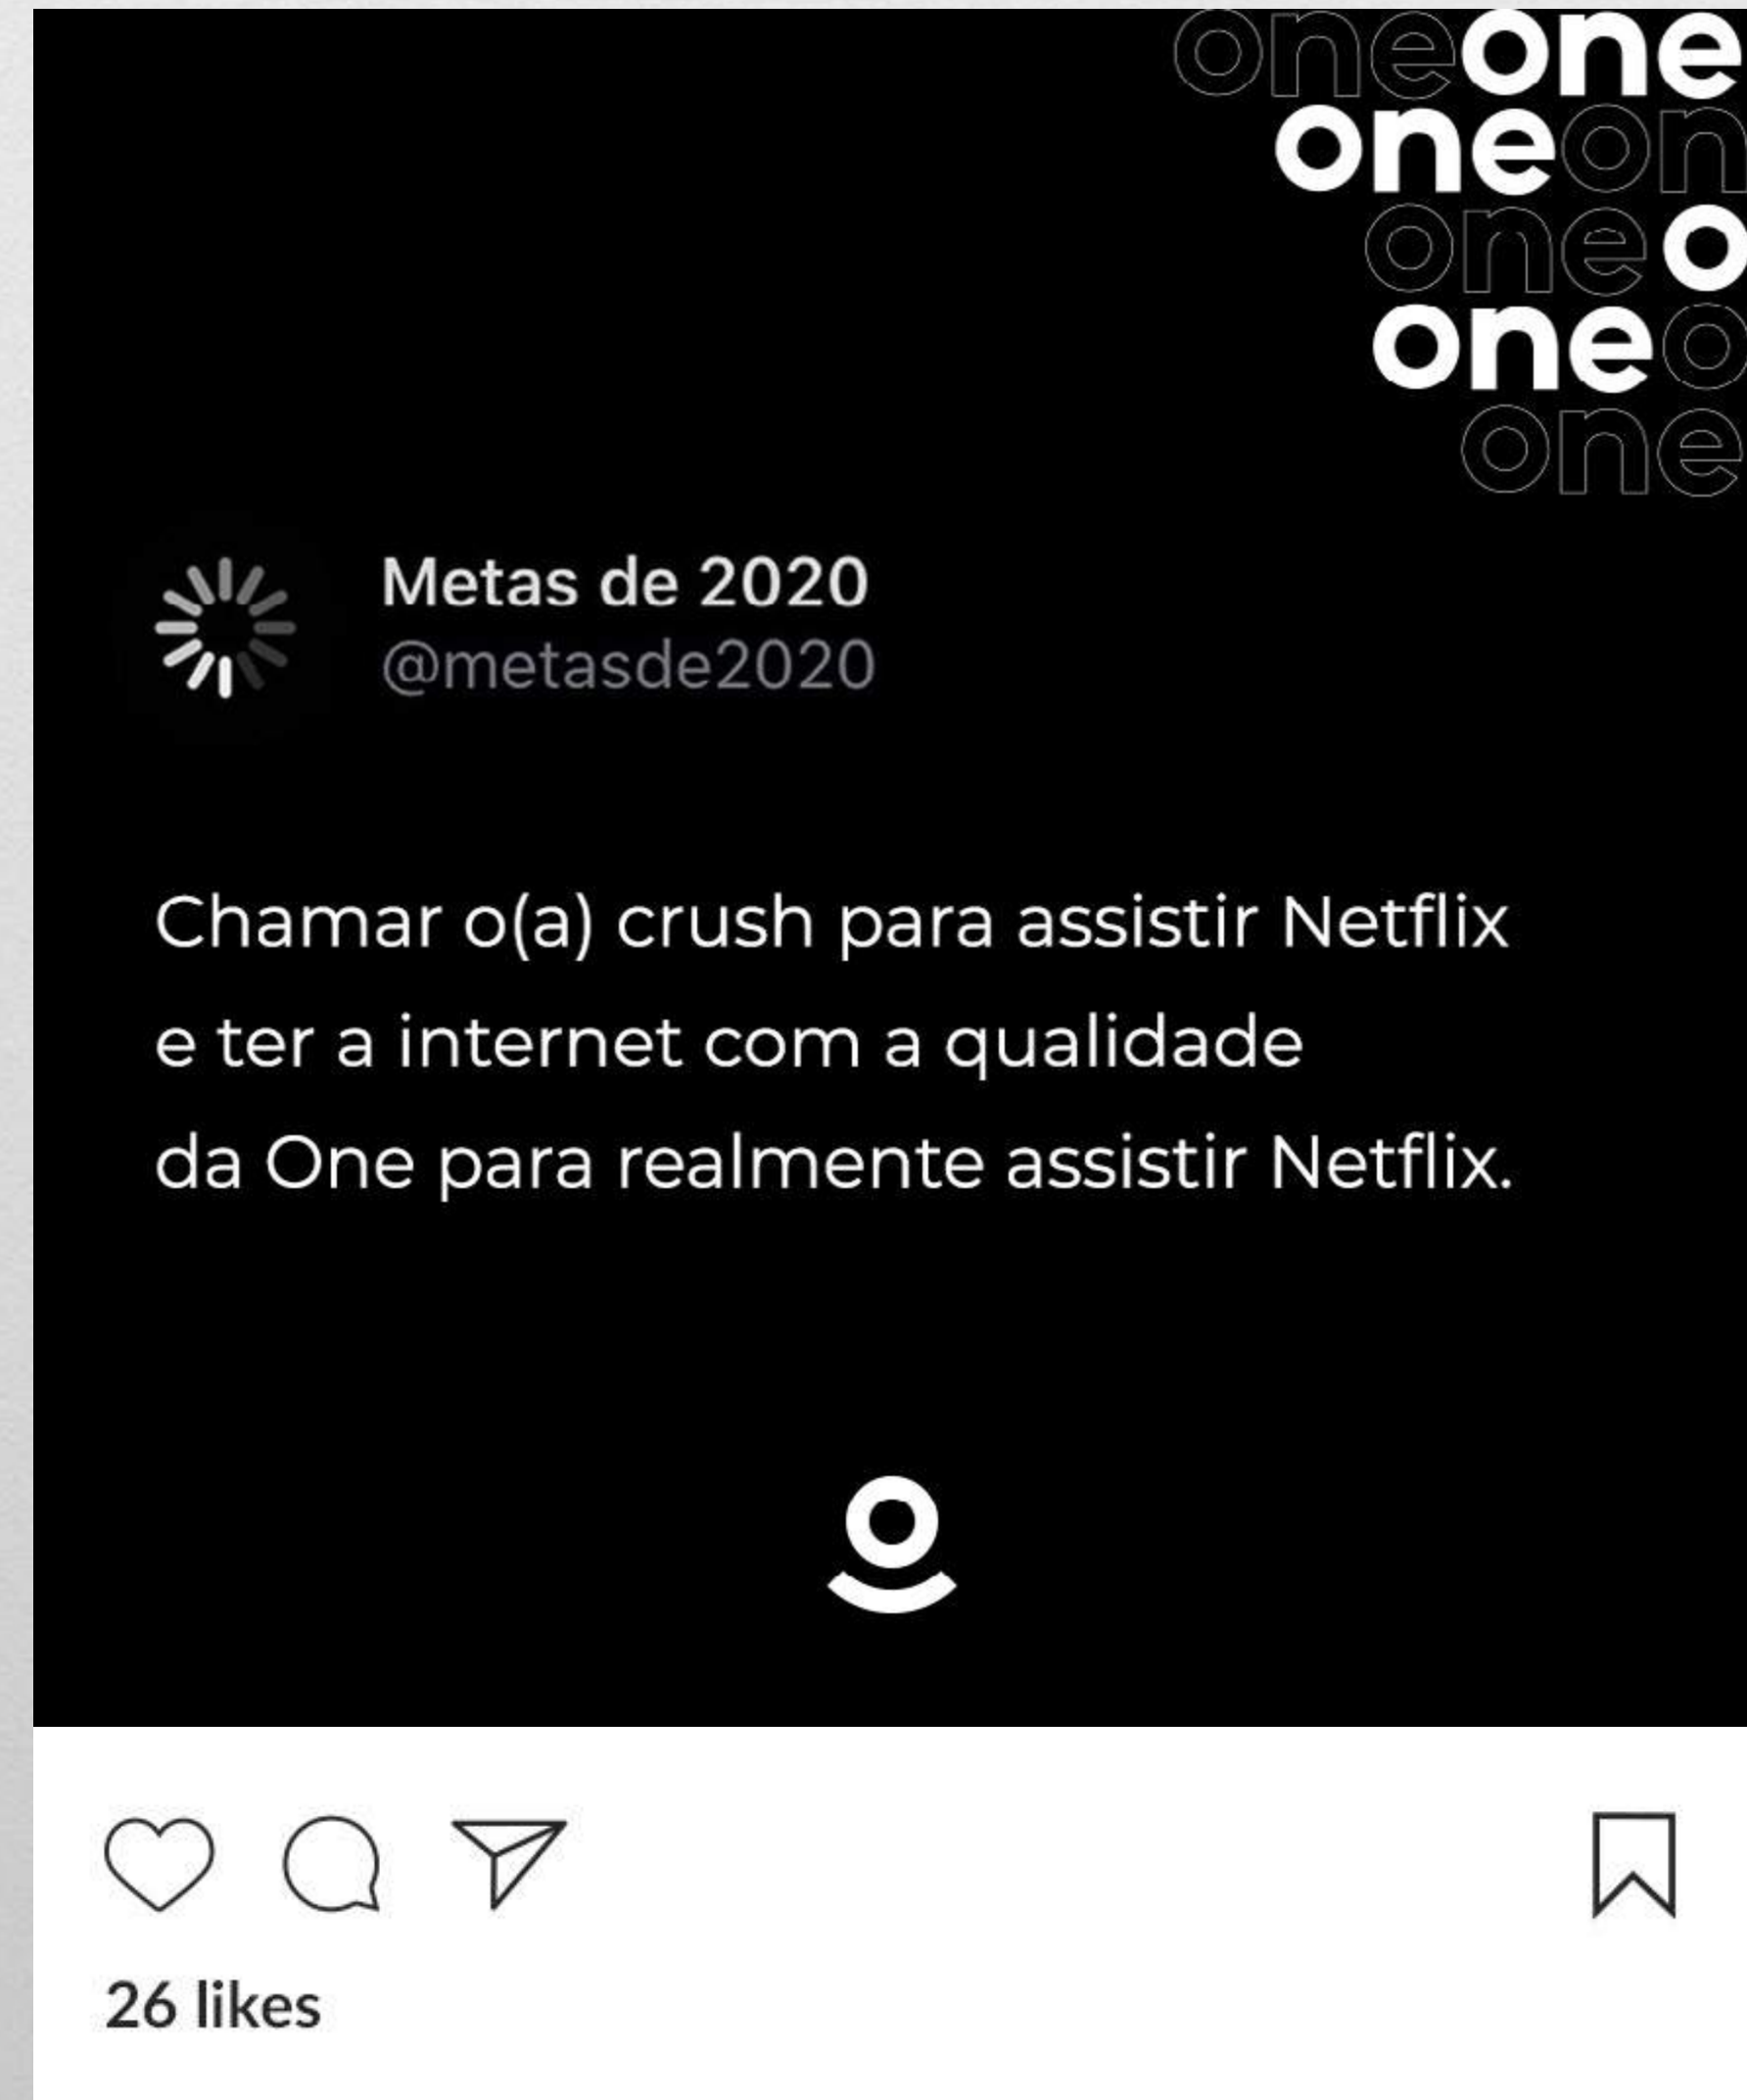 oneone
oneon
oneo
oneo
one
Metas de 2020
@metasde2020
Chamar o(a) crush para assistir Netflix
e ter a internet com a qualidade
da One para realmente assistir Netflix.
26 likes